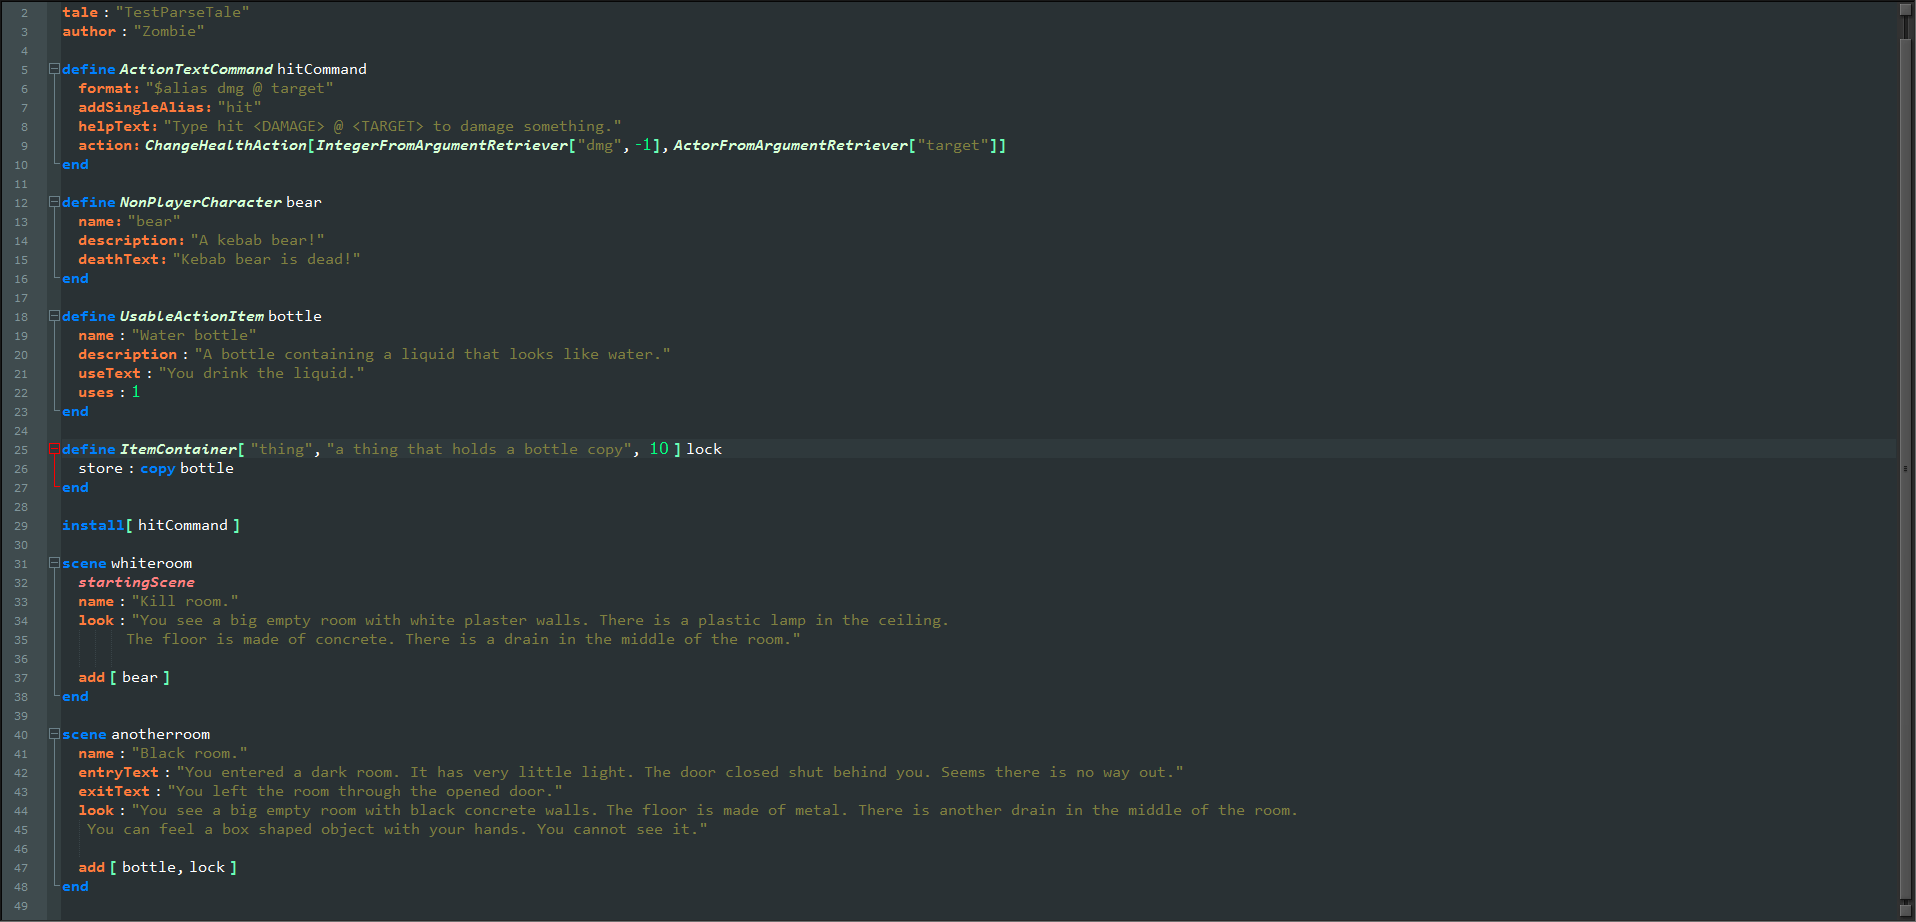 2 tale : "TestParseTale"
3 author : "Zombie"
4
5 define ActionTextCommand hitCommand
6 format: "$alias dmg @ target"
7 addSingleAlias: "hit"
8 helpText: "Type hit <DAMAGE> @ <TARGET> to damage something."
9 action: ChangeHealthAction[IntegerFromArgumentRetriever["dmg", -1], ActorFromArgumentRetriever["target"]]
10 end
11
12 define NonPlayerCharacter bear
13 name: "bear"
14 description: "A kebab bear!"
15 deathText: "Kebab bear is dead!"
16 end
17
18 define UsableActionItem bottle
19 name : "Water bottle"
20 description : "A bottle containing a liquid that looks like water."
21 useText : "You drink the liquid."
22 uses : 1
23 end
24
25 define ItemContainer[ "thing", "a thing that holds a bottle copy", 10 ] lock
26 store : copy bottle
27 end
28
29 install[ hitCommand ]
30
31 scene whiteroom
32 startingScene
33 name : "Kill room."
34 look : "You see a big empty room with white plaster walls. There is a plastic lamp in the ceiling.
35 The floor is made of concrete. There is a drain in the middle of the room."
36
37 add [ bear ]
38 end
39
40 scene anotherroom
41 name : "Black room."
42 entryText : "You entered a dark room. It has very little light. The door closed shut behind you. Seems there is no way out."
43 exitText : "You left the room through the opened door."
44 look : "You see a big empty room with black concrete walls. The floor is made of metal. There is another drain in the middle of the room.
45 You can feel a box shaped object with your hands. You cannot see it."
46
47 add [ bottle, lock ]
48 end
49